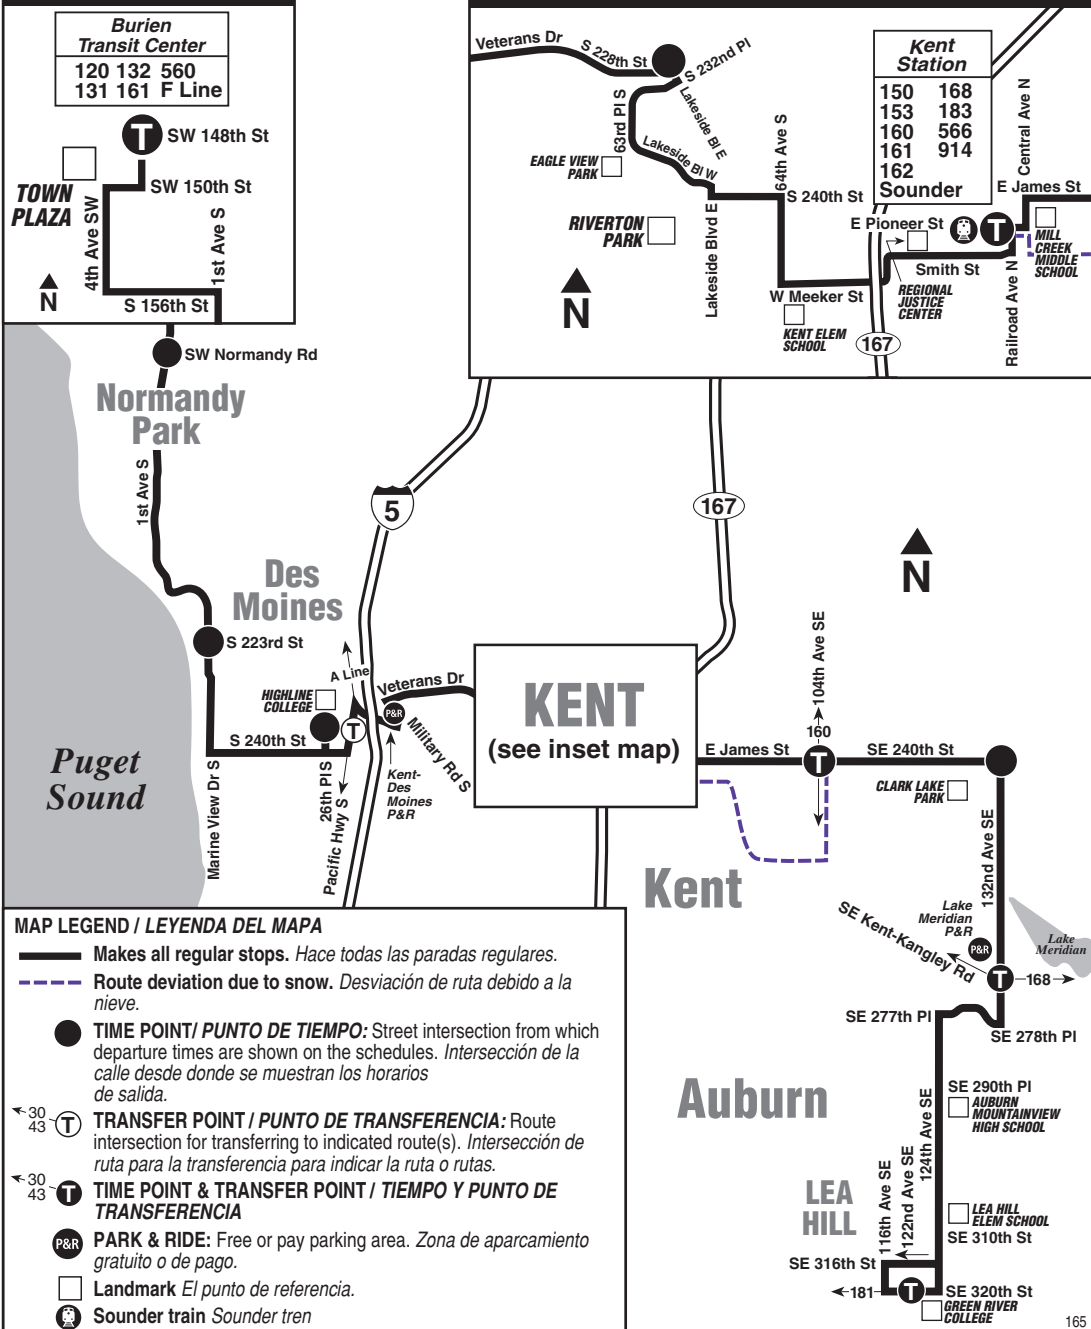 Burien
Transit Center
120 132 560
131 161 F Line
T
SW 148th St
TOWN
PLAZA
SW 150th St
4th Ave SW
1st Ave S
N
S 156th St
Veterans Dr
S 228th St
S 232nd Pl
63rd Pl S
Lakeside Bl E
Lakeside Bl W
EAGLE VIEW
PARK
RIVERTON
PARK
64th Ave S
S 240th St
Lakeside Blvd E
N
W Meeker St
KENT ELEM
SCHOOL
Kent
Station
150 168
153 183
160 566
161 914
162
Sounder
Central Ave N
E James St
E Pioneer St
T
MILL
CREEK
MIDDLE
SCHOOL
Smith St
REGIONAL
JUSTICE
CENTER
Railroad Ave N
167
SW Normandy Rd
Normandy
Park
1st Ave S
5
167
N
Des
Moines
S 223rd St
A Line
HIGHLINE
COLLEGE
T
Veterans Dr
P&R
Military Rd S
S 240th St
Kent-
Des
Moines
P&R
26th Pl S
Pacific Hwy S
Marine View Dr S
Puget
Sound
KENT
(see inset map)
104th Ave SE
160
E James St
T
SE 240th St
CLARK LAKE
PARK
132nd Ave SE
Kent
Lake
Meridian
P&R
P&R
Lake
Meridian
SE Kent-Kangley Rd
T
168
SE 277th Pl
SE 278th Pl
Auburn
SE 290th Pl
AUBURN
MOUNTAINVIEW
HIGH SCHOOL
124th Ave SE
122nd Ave SE
116th Ave SE
LEA
HILL
LEA HILL
ELEM SCHOOL
SE 310th St
SE 316th St
181
T
SE 320th St
GREEN RIVER
COLLEGE
MAP LEGEND / LEYENDA DEL MAPA
Makes all regular stops. Hace todas las paradas regulares.
Route deviation due to snow. Desviación de ruta debido a la
nieve.
TIME POINT/ PUNTO DE TIEMPO: Street intersection from which
departure times are shown on the schedules. Intersección de la
calle desde donde se muestran los horarios
de salida.
30
43
T
TRANSFER POINT / PUNTO DE TRANSFERENCIA: Route
intersection for transferring to indicated route(s). Intersección de
ruta para la transferencia para indicar la ruta o rutas.
30
43
T
TIME POINT & TRANSFER POINT / TIEMPO Y PUNTO DE
TRANSFERENCIA
P&R
PARK & RIDE: Free or pay parking area. Zona de aparcamiento
gratuito o de pago.
Landmark El punto de referencia.
Sounder train Sounder tren
165